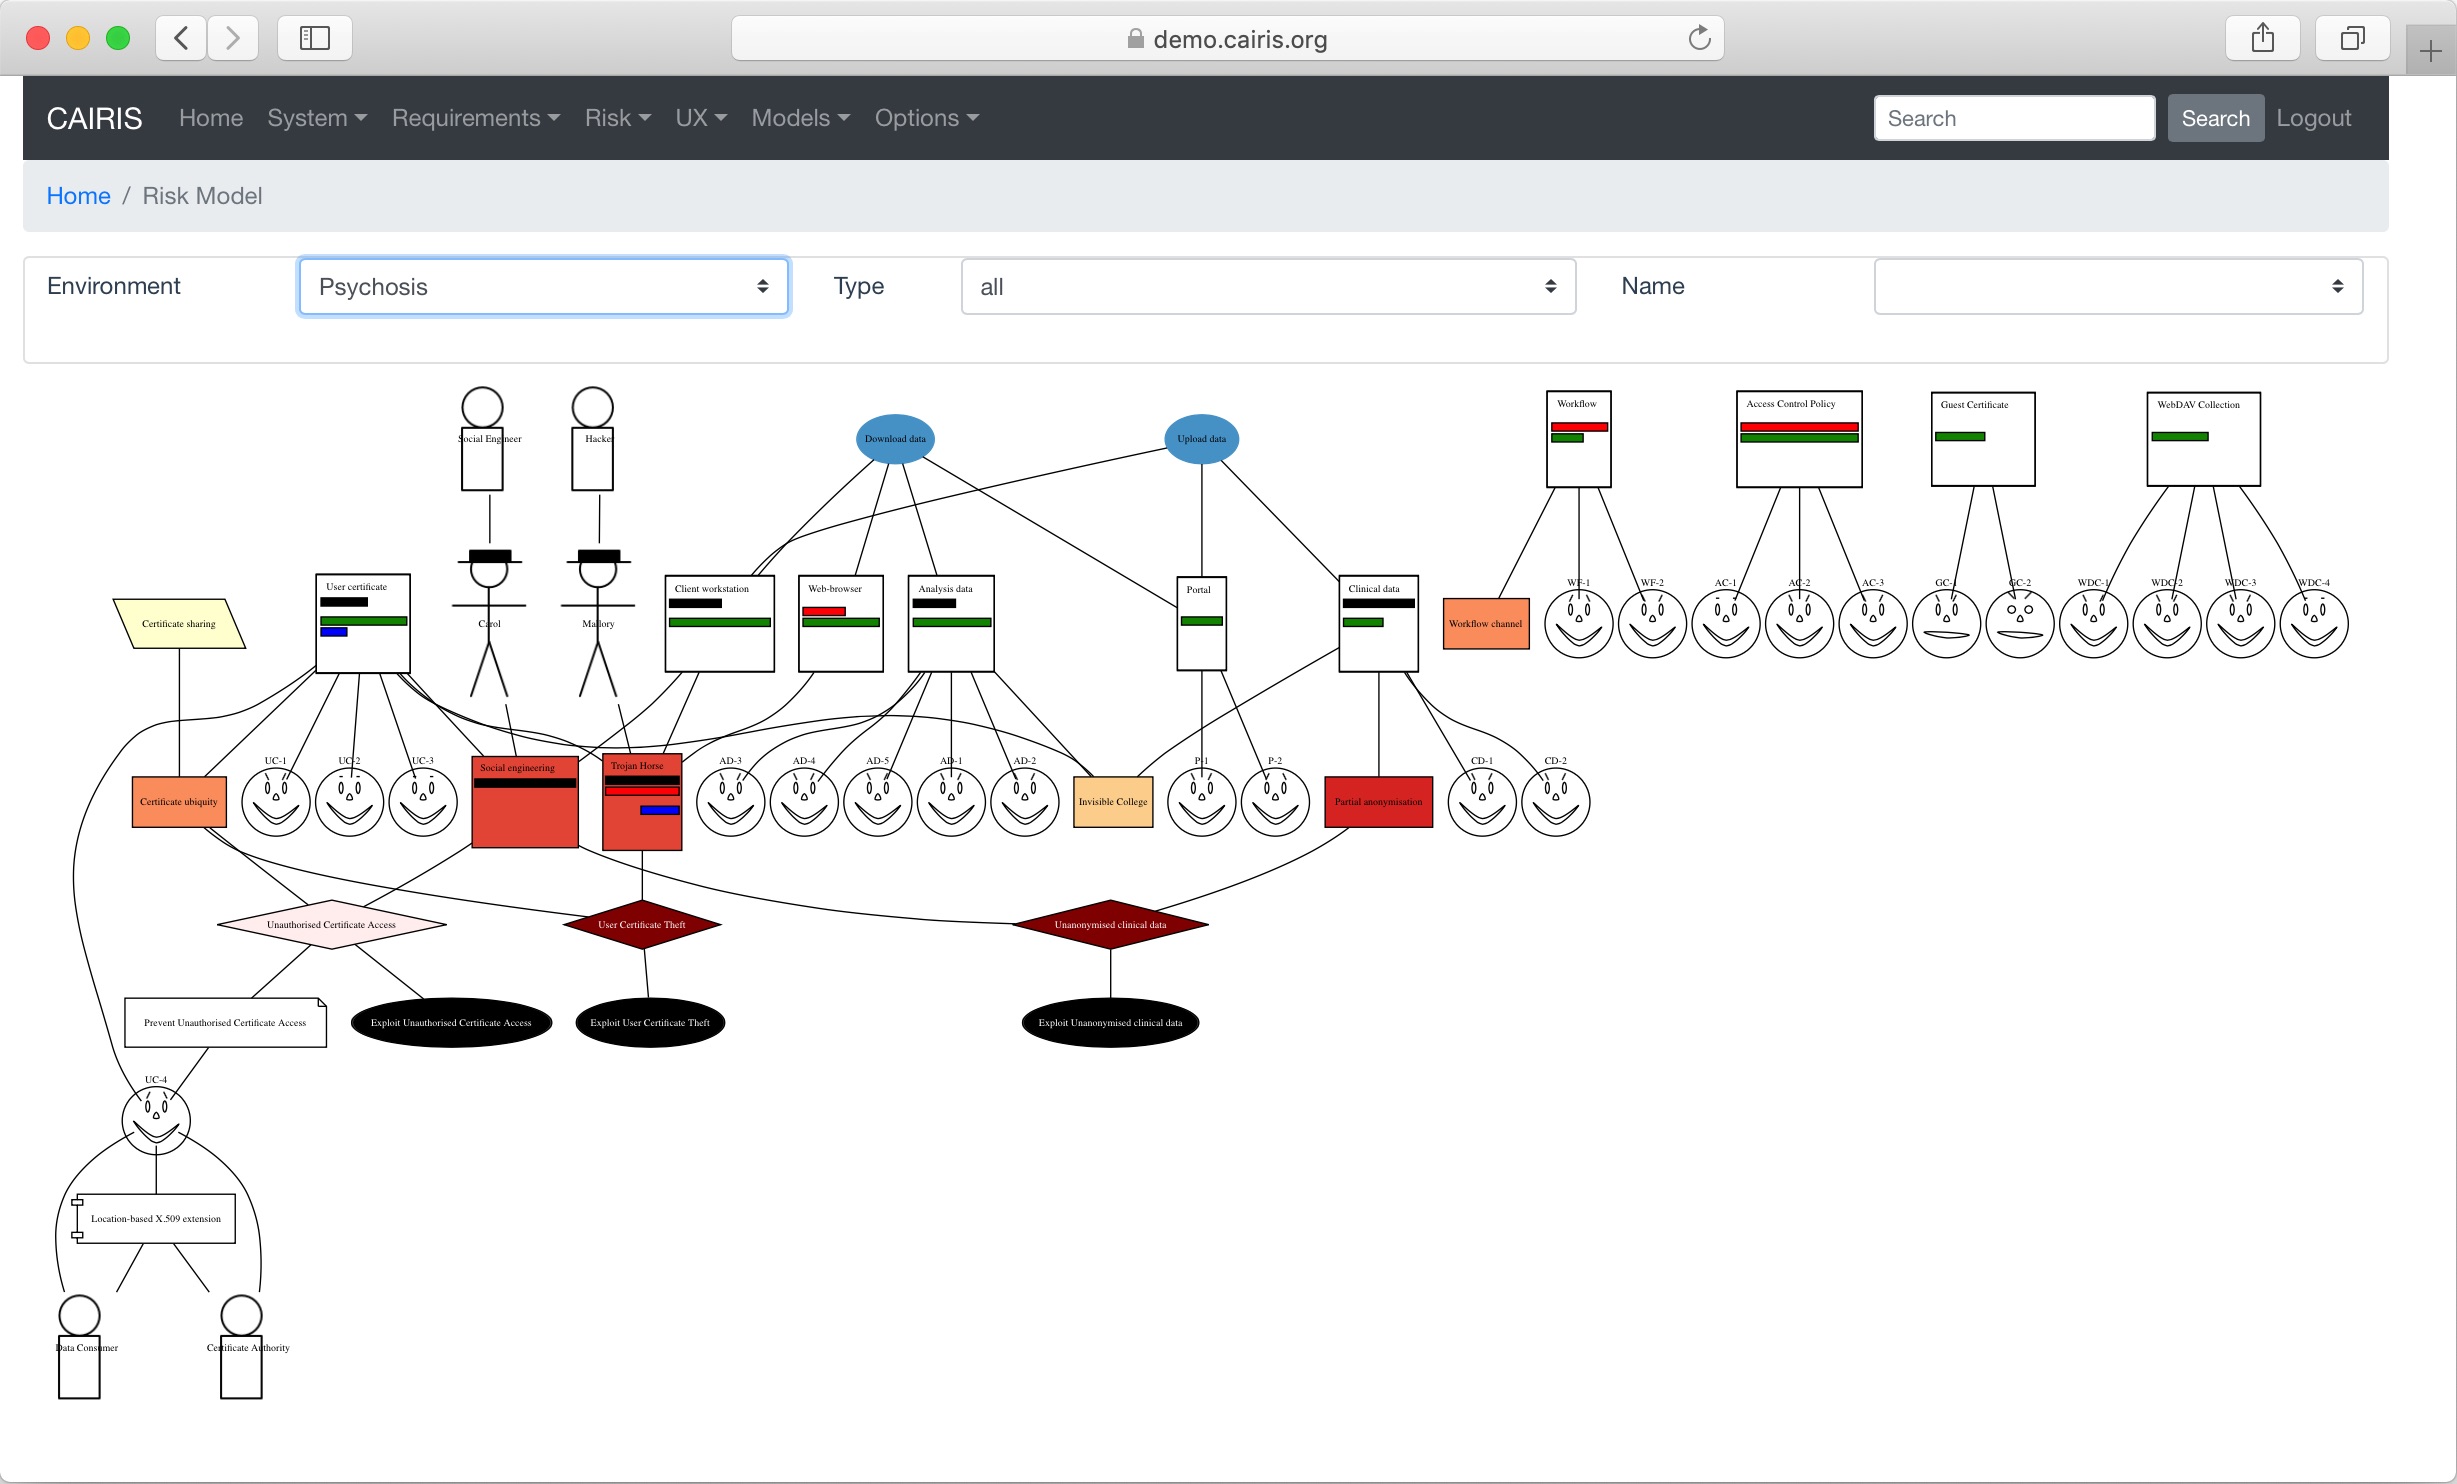 demo.cairis.org
CAIRIS Home System Requirements Risk UX Models Options Search Search Logout
Home / Risk Model
Environment Psychosis Type all Name
Social Engineer Hacker Download data Upload data Workflow Access Control Policy Guest Certificate WebDAV Collection
Certificate sharing User certificate Carol Mallory Client workstation Web-browser Analysis data Portal Clinical data Workflow channel WF-1 WF-2 AC-1 AC-2 AC-3 GC-1 GC-2 WDC-1 WDC-2 WDC-3 WDC-4
Certificate ubiquity UC-1 UC-2 UC-3 Social engineering Trojan Horse AD-3 AD-4 AD-5 AD-1 AD-2 Invisible College P-1 P-2 Partial anonymisation CD-1 CD-2
Unauthorised Certificate Access User Certificate Theft Unanonymised clinical data
Prevent Unauthorised Certificate Access Exploit Unauthorised Certificate Access Exploit User Certificate Theft Exploit Unanonymised clinical data
UC-4
Location-based X.509 extension
Data Consumer Certificate Authority